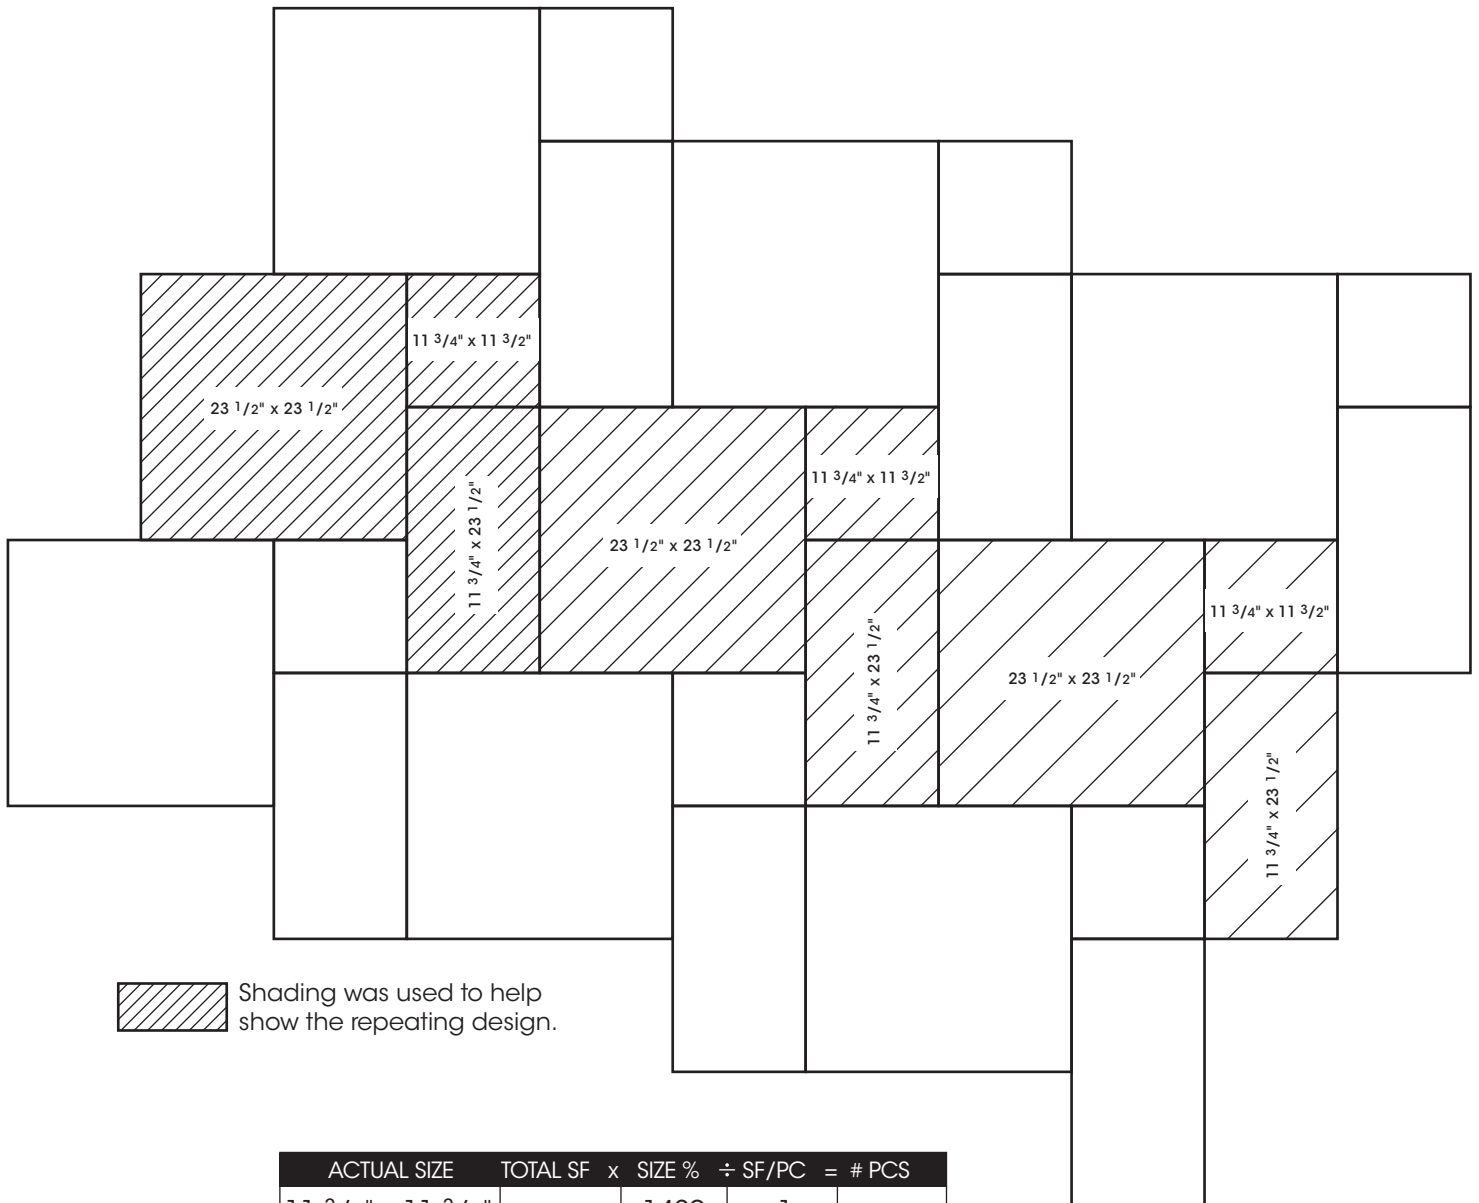 11 3/4" x 11 3/2"
23 1/2" x 23 1/2"
11 3/4" x 11 3/2"
11 3/4" x 23 1/2"
23 1/2" x 23 1/2"
11 3/4" x 11 3/2"
11 3/4" x 23 1/2"
23 1/2" x 23 1/2"
11 3/4" x 23 1/2"
Shading was used to help
show the repeating design.
ACTUAL SIZE TOTAL SF x SIZE % ÷ SF/PC = # PCS